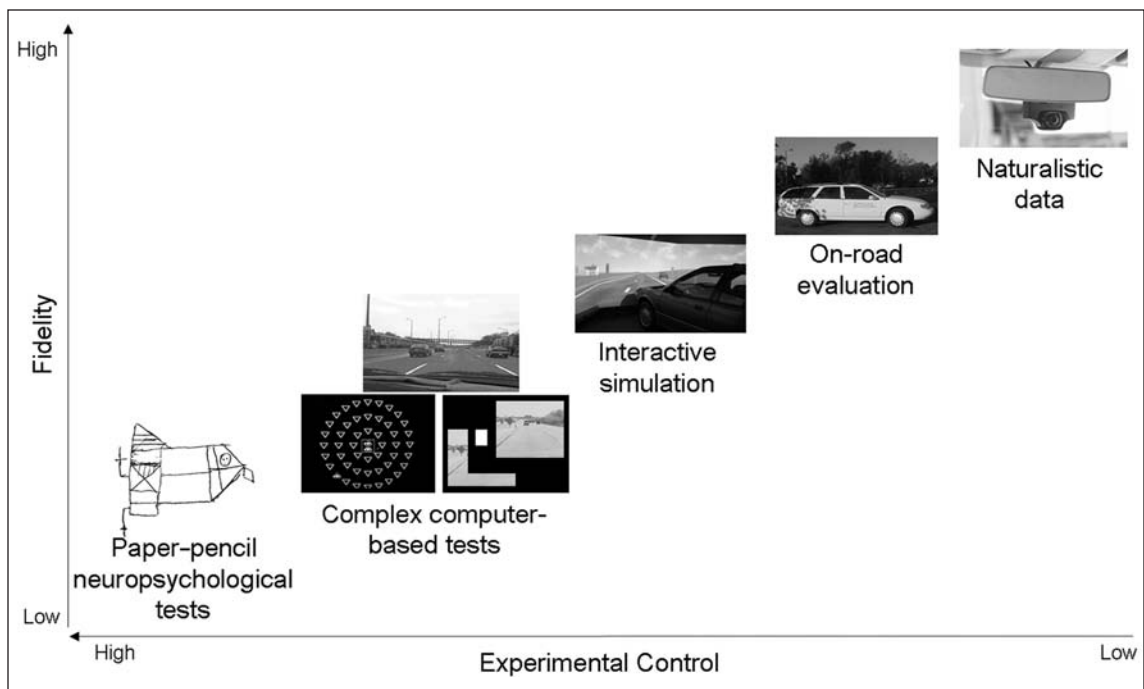 High
Naturalistic
data
On-road
evaluation
Fidelity
Interactive
simulation
Complex computer-
based tests
Paper-pencil
neuropsychological
tests
Low
High
Experimental Control
Low